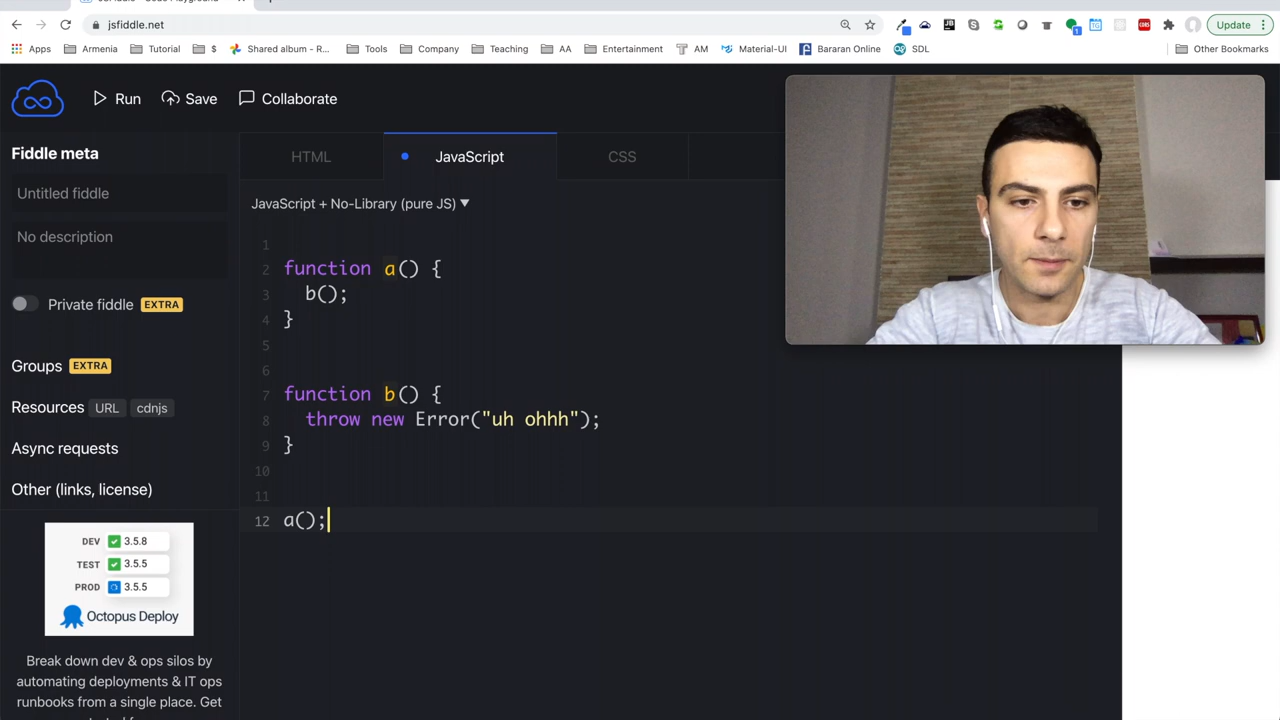 jsfiddle.net
Update
Apps
Armenia
Tutorial
$
Shared album - R...
Tools
Company
Teaching
AA
Entertainment
AM
Material-UI
Bararan Online
SDL
Other Bookmarks
Run
Save
Collaborate
Fiddle meta
Untitled fiddle
No description
Private fiddle EXTRA
Groups EXTRA
Resources URL cdnjs
Async requests
Other (links, license)
DEV 3.5.8
TEST 3.5.5
PROD 3.5.5
Octopus Deploy
Break down dev & ops silos by
automating deployments & IT ops
runbooks from a single place. Get
HTML
JavaScript
CSS
JavaScript + No-Library (pure JS)
1
2 function a() {
3 b();
4 }
5
6
7 function b() {
8 throw new Error("uh ohhh");
9 }
10
11
12 a();